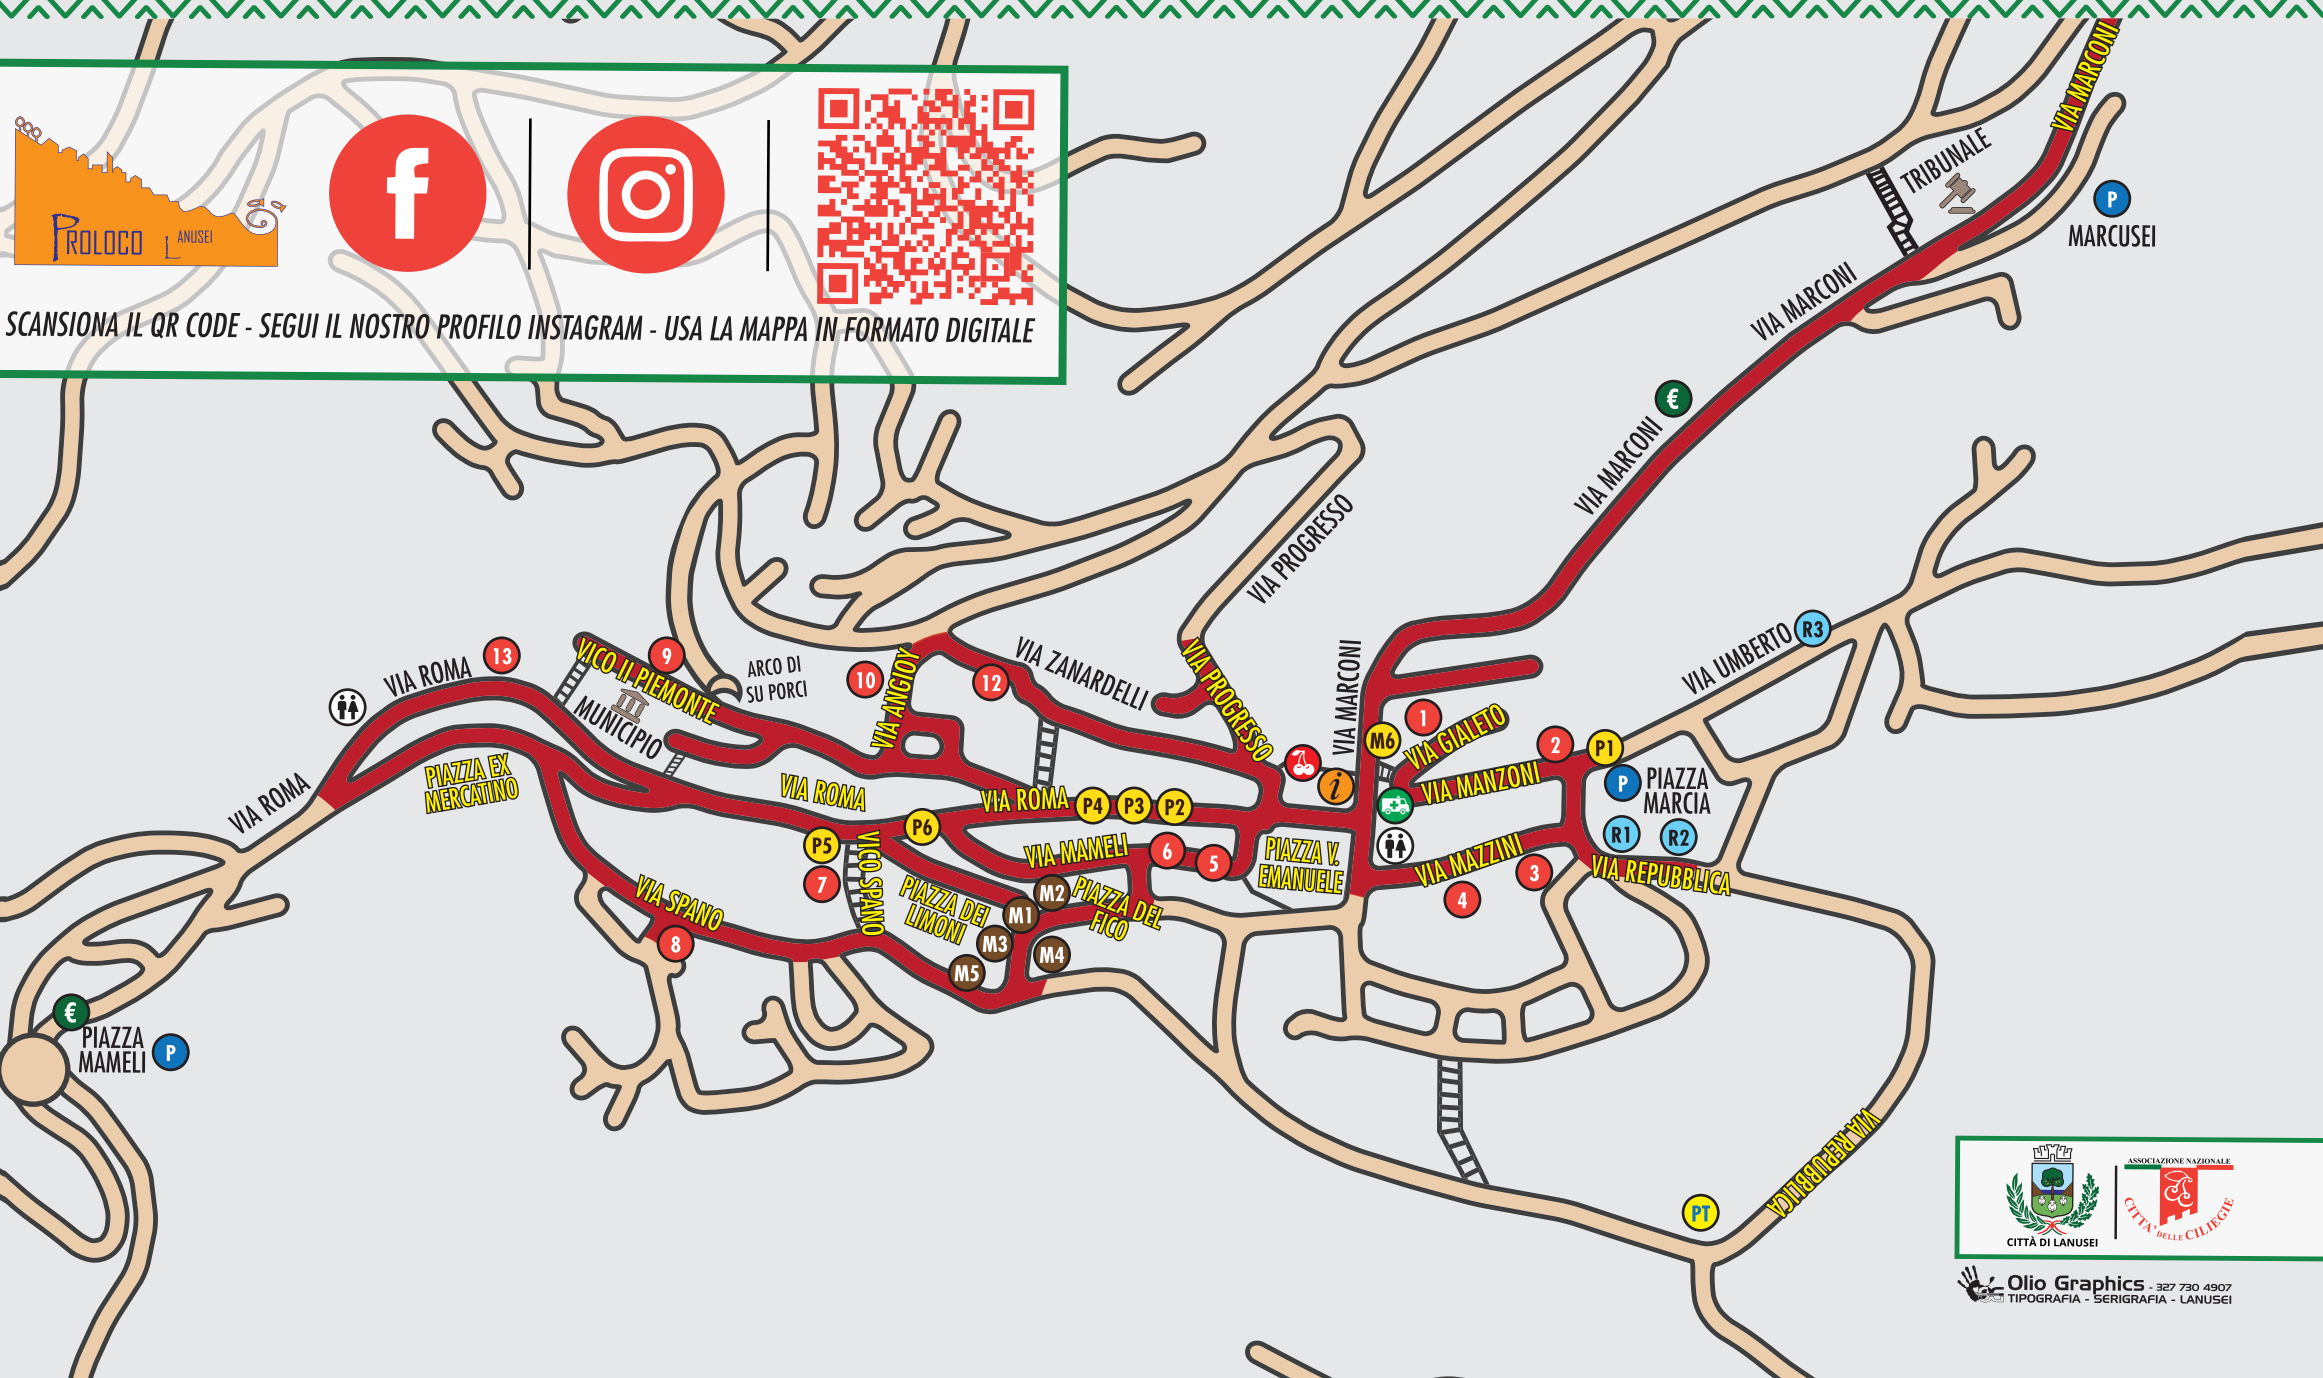 PROLOCO LANUSEI
SCANSIONA IL QR CODE - SEGUI IL NOSTRO PROFILO INSTAGRAM - USA LA MAPPA IN FORMATO DIGITALE
VIA MARCONI
TRIBUNALE
P
MARCUSEI
VIA MARCONI
€
VIA MARCONI
VIA PROGRESSO
R3
VIA UMBERTO
VIA MARCONI
13
VIA ROMA
9
VICO II PIEMONTE
MUNICIPIO
ARCO DI
SU PORCI
10
VIA ANGIOY
12
VIA ZANARDELLI
VIA PROGRESSO
i
M6
1
VIA GIALETO
2
P1
VIA MANZONI
P
PIAZZA
MARCIA
R1
R2
PIAZZA EX
MERCATINO
VIA ROMA
VIA ROMA
VIA ROMA
P4
P3
P2
P6
P5
7
VICO SPANO
VIA MAMELI
6
5
PIAZZA V.
EMANUELE
VIA MAZZINI
3
4
VIA REPUBBLICA
VIA SPANO
8
PIAZZA DEI
LIMONI
M2
M1
M3
M4
M5
PIAZZA DEL
FICO
€
PIAZZA
MAMELI
P
VIA REPUBBLICA
PT
CITTÀ DI LANUSEI
ASSOCIAZIONE NAZIONALE
CITTA' DELLE CILIEGIE
Olio Graphics - 327 730 4907
TIPOGRAFIA - SERIGRAFIA - LANUSEI